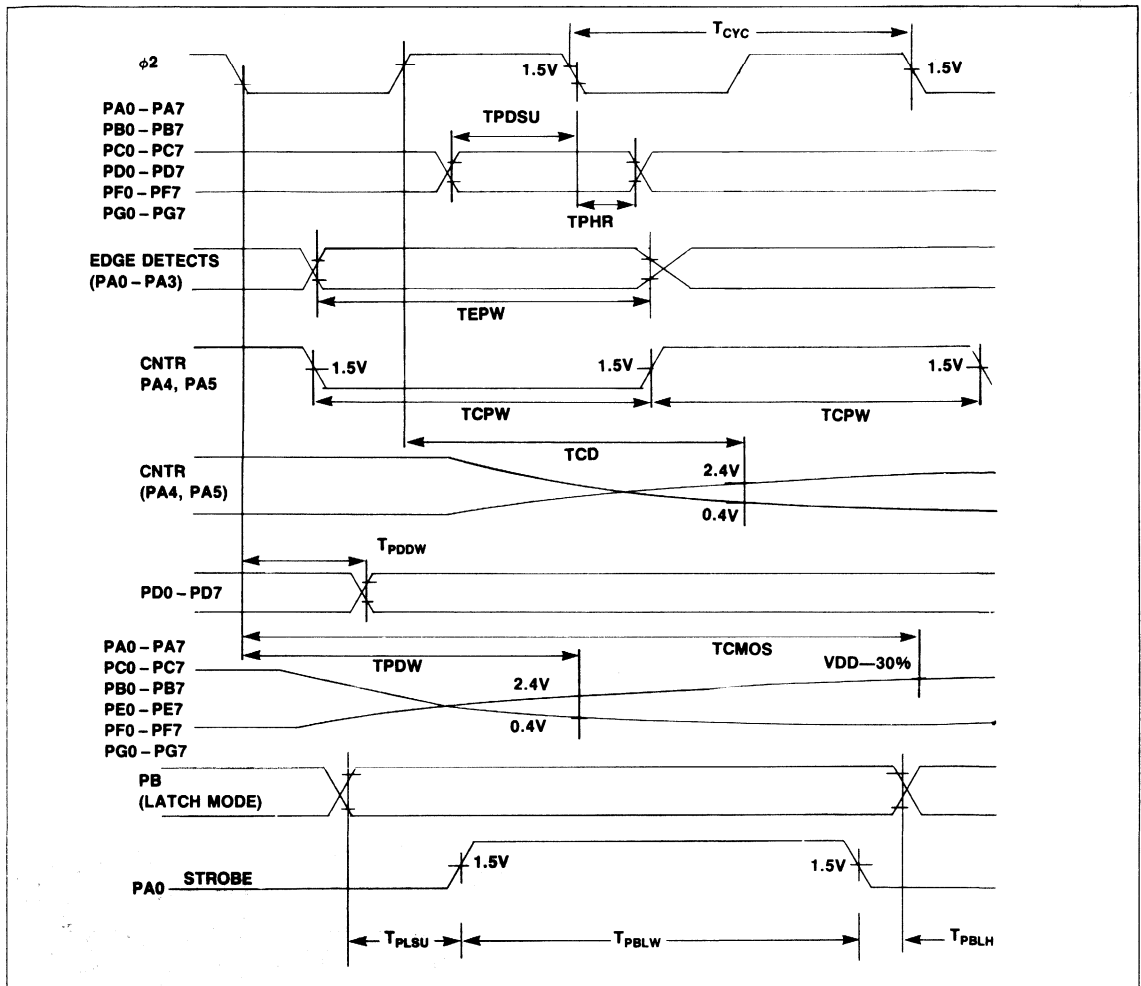 T_CYC
ϕ2
1.5V
1.5V
PA0 – PA7
PB0 – PB7
PC0 – PC7
PD0 – PD7
PF0 – PF7
PG0 – PG7
TPDSU
TPHR
EDGE DETECTS
(PA0 – PA3)
TEPW
CNTR
PA4, PA5
1.5V
1.5V
1.5V
TCPW
TCPW
TCD
CNTR
(PA4, PA5)
2.4V
0.4V
T_PDDW
PD0 – PD7
PA0 – PA7
PC0 – PC7
PB0 – PB7
PE0 – PE7
PF0 – PF7
PG0 – PG7
TCMOS
TPDW
VDD—30%
2.4V
0.4V
PB
(LATCH MODE)
PA0 STROBE
1.5V
1.5V
T_PLSU
T_PBLW
T_PBLH